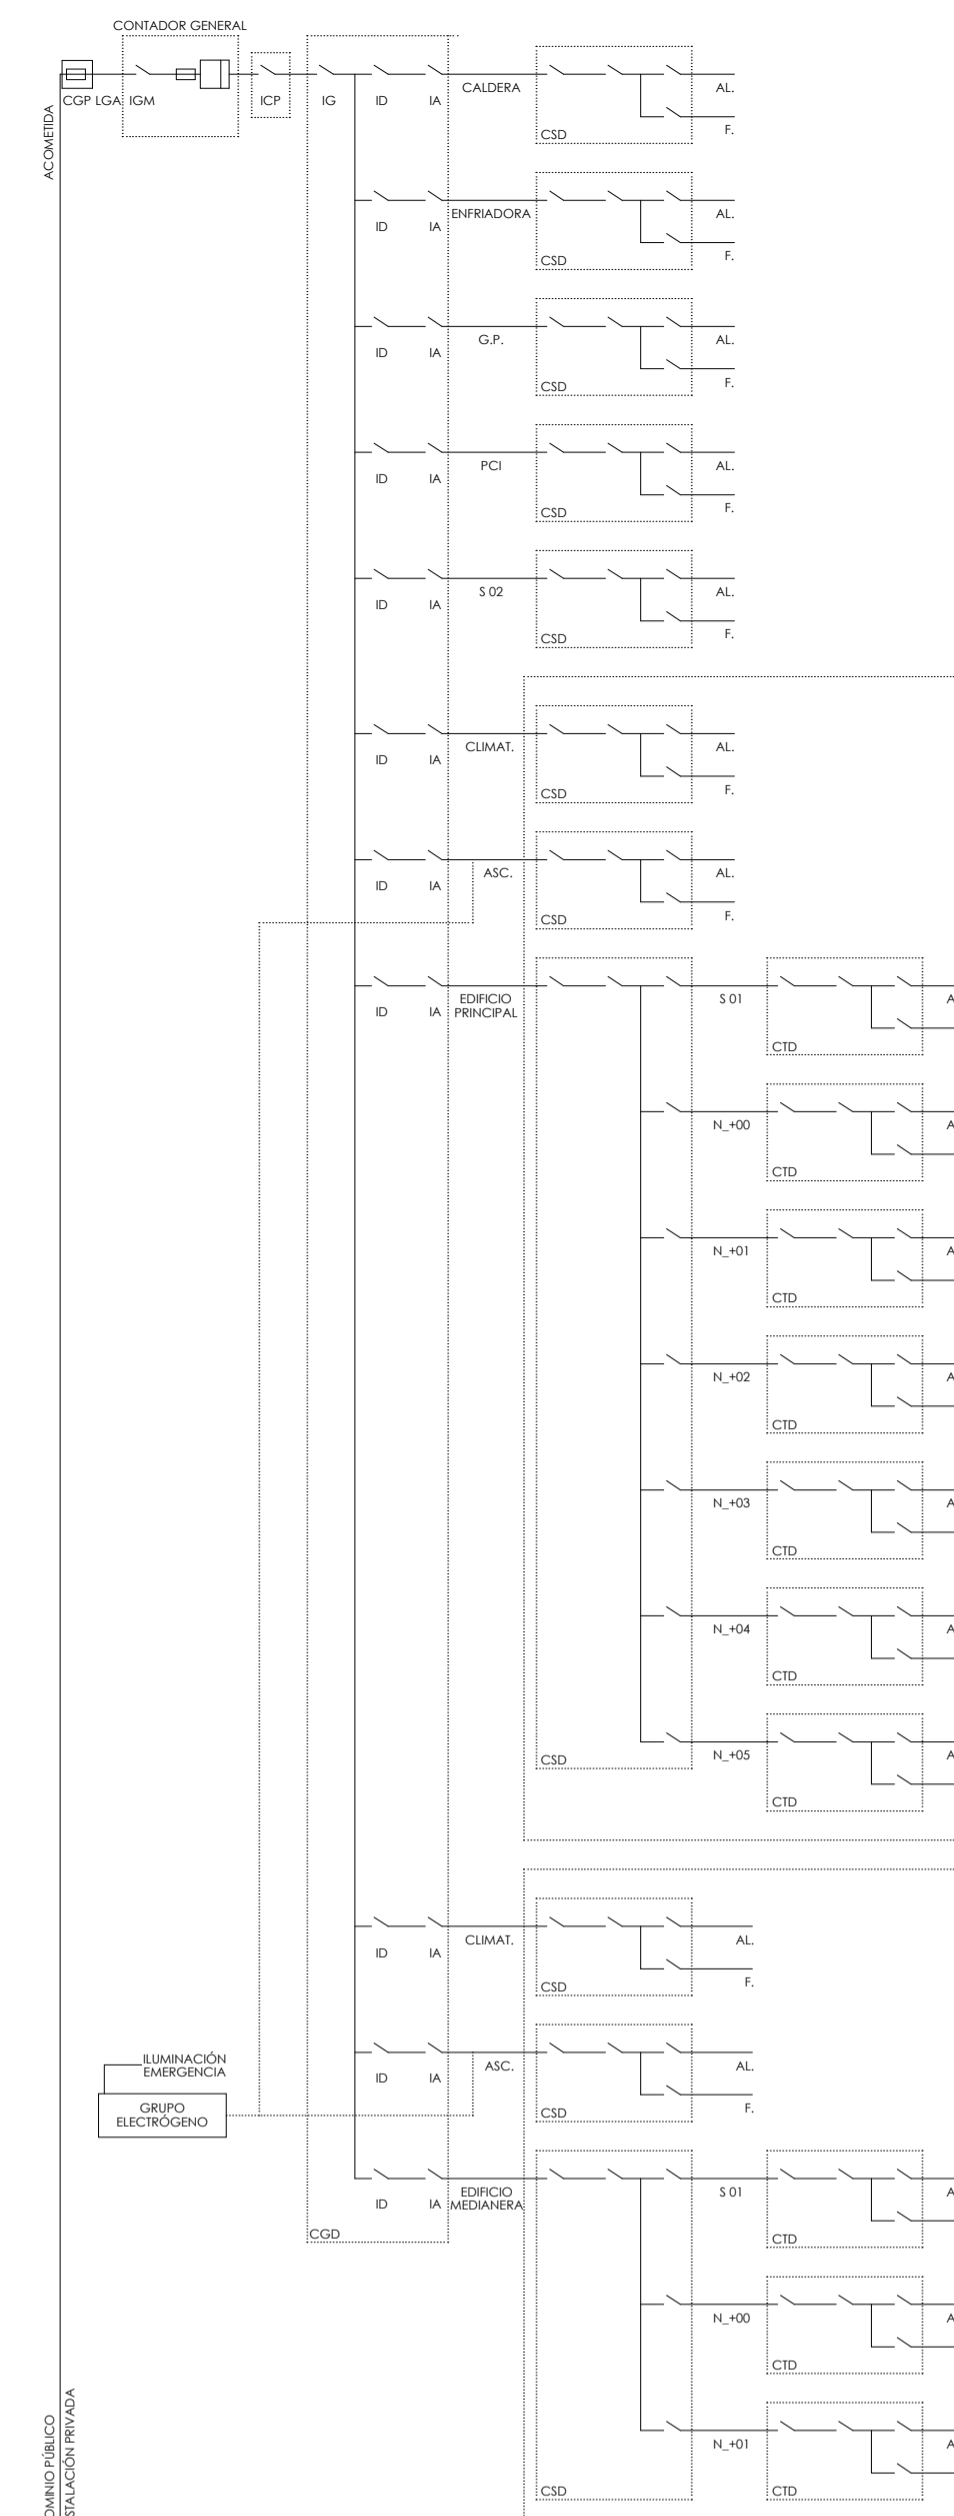 CONTADOR GENERAL
CGP LGA IGM ICP IG ID IA CALDERA AL.
F.
CSD
ACOMETIDA
ID IA ENFRIADORA AL.
F.
CSD
ID IA G.P. AL.
F.
CSD
ID IA PCI AL.
F.
CSD
ID IA S 02 AL.
F.
CSD
ID IA CLIMAT. AL.
F.
CSD
ID IA ASC. AL.
F.
CSD
ID IA EDIFICIO
PRINCIPAL
S 01 A
CTD
N_+00 A
CTD
N_+01 A
CTD
N_+02 A
CTD
N_+03 A
CTD
N_+04 A
CTD
N_+05 A
CSD
CTD
ID IA CLIMAT. AL.
F.
CSD
ID IA ASC. AL.
F.
CSD
ILUMINACIÓN
EMERGENCIA
GRUPO
ELECTRÓGENO
ID IA EDIFICIO
MEDIANERA
CGD
S 01 A
CTD
N_+00 A
CTD
N_+01 A
CSD
CTD
OMINIO PÚBLICO
STALACIÓN PRIVADA